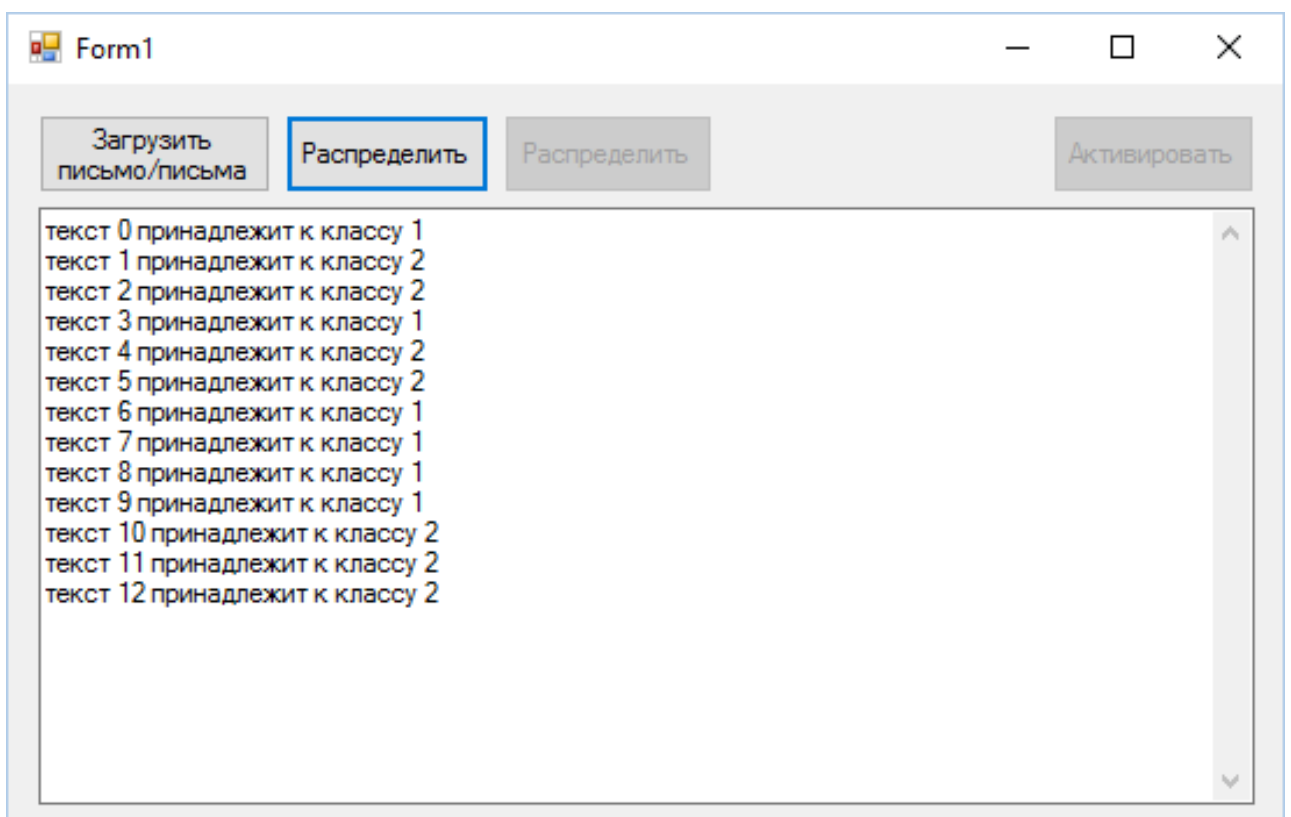 Form1
Загрузить
письмо/письма
Распределить
Распределить
Активировать
текст 0 принадлежит к классу 1
текст 1 принадлежит к классу 2
текст 2 принадлежит к классу 2
текст 3 принадлежит к классу 1
текст 4 принадлежит к классу 2
текст 5 принадлежит к классу 2
текст 6 принадлежит к классу 1
текст 7 принадлежит к классу 1
текст 8 принадлежит к классу 1
текст 9 принадлежит к классу 1
текст 10 принадлежит к классу 2
текст 11 принадлежит к классу 2
текст 12 принадлежит к классу 2